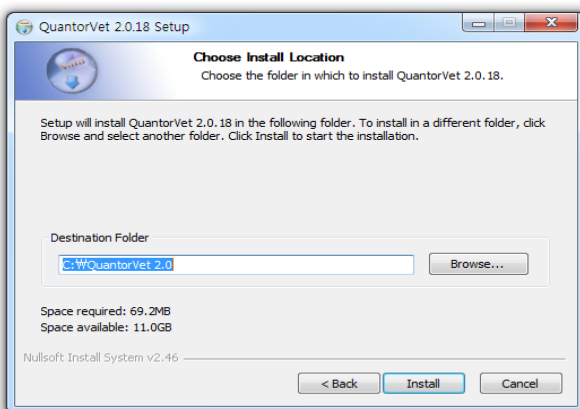 QuantorVet 2.0.18 Setup
Choose Install Location
Choose the folder in which to install QuantorVet 2.0.18.
Setup will install QuantorVet 2.0.18 in the following folder. To install in a different folder, click
Browse and select another folder. Click Install to start the installation.
Destination Folder
C:₩QuantorVet 2.0
Browse...
Space required: 69.2MB
Space available: 11.0GB
Nullsoft Install System v2.46
< Back
Install
Cancel